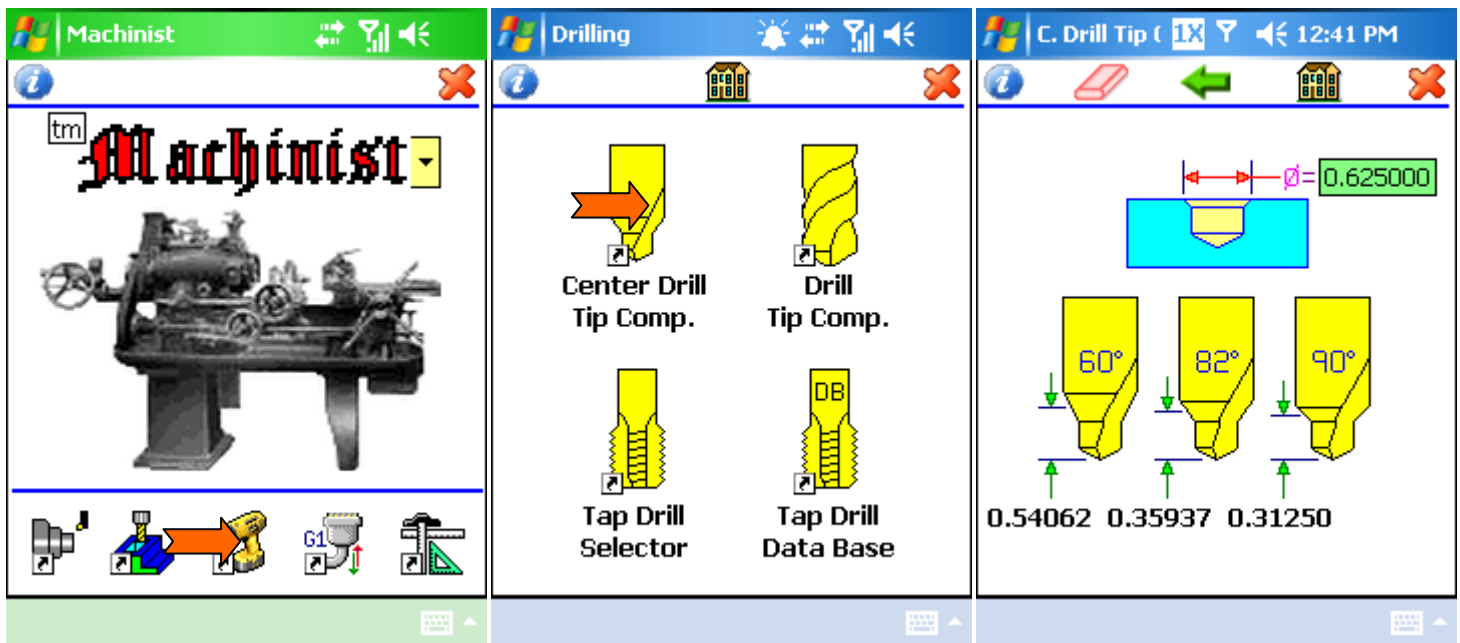 Machinist
tm
Machinist
G1
Drilling
Center Drill
Tip Comp.
Drill
Tip Comp.
DB
Tap Drill
Selector
Tap Drill
Data Base
C. Drill Tip ( 1X 12:41 PM
Ø= 0.625000
60° 82° 90°
0.54062 0.35937 0.31250